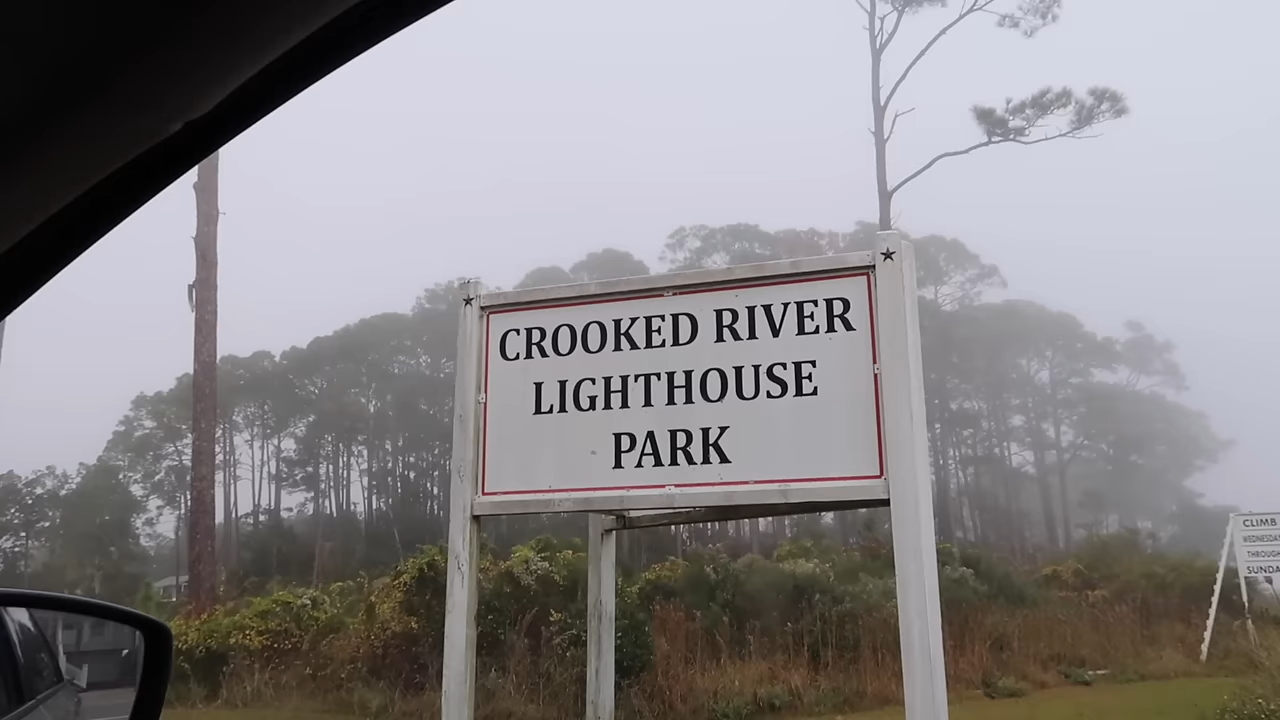 CROOKED RIVER
LIGHTHOUSE
PARK
CLIMB
WEDNESDAY
THROUGH
SUNDA